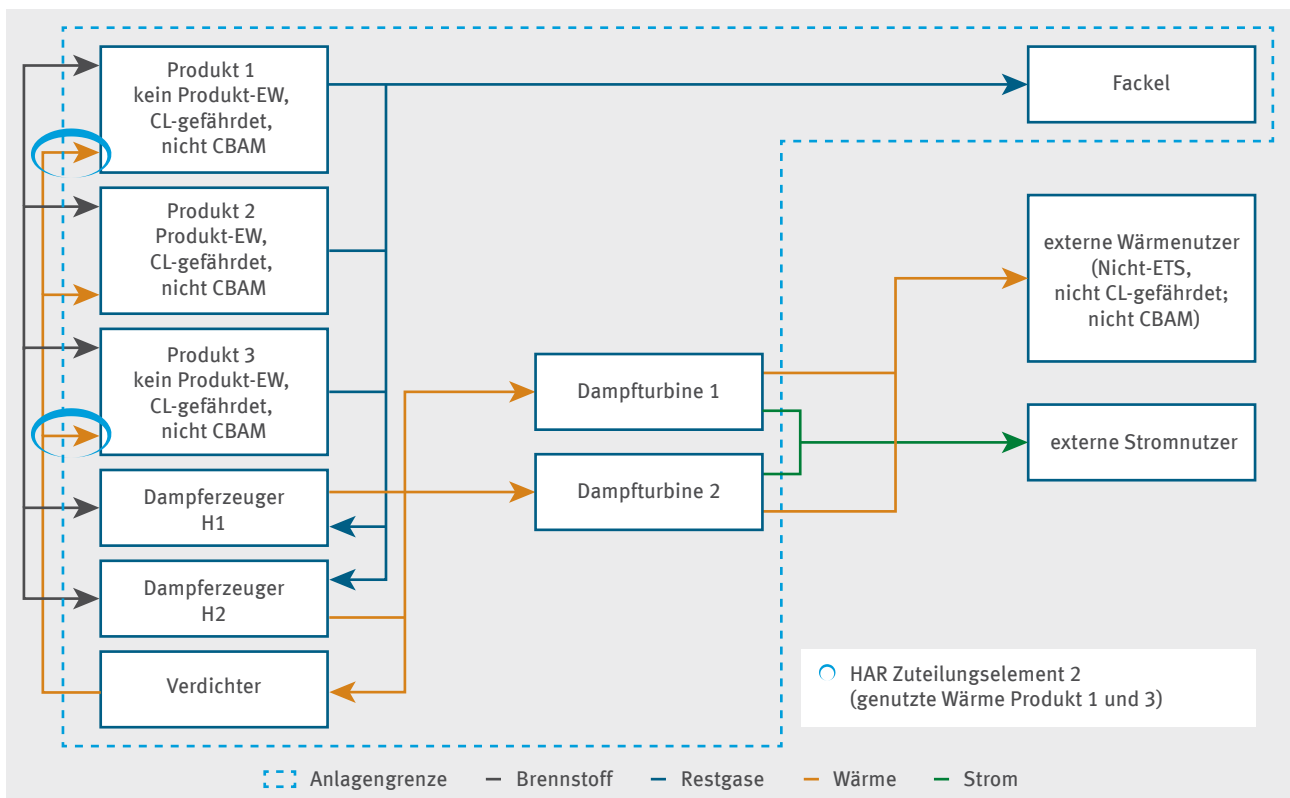 Produkt 1
kein Produkt-EW,
CL-gefährdet,
nicht CBAM
Fackel
Produkt 2
Produkt-EW,
CL-gefährdet,
nicht CBAM
externe Wärmenutzer
(Nicht-ETS,
nicht CL-gefährdet;
nicht CBAM)
Produkt 3
kein Produkt-EW,
CL-gefährdet,
nicht CBAM
Dampfturbine 1
externe Stromnutzer
Dampferzeuger
H1
Dampfturbine 2
Dampferzeuger
H2
Verdichter
HAR Zuteilungselement 2
(genutzte Wärme Produkt 1 und 3)
Anlagengrenze
Brennstoff
Restgase
Wärme
Strom